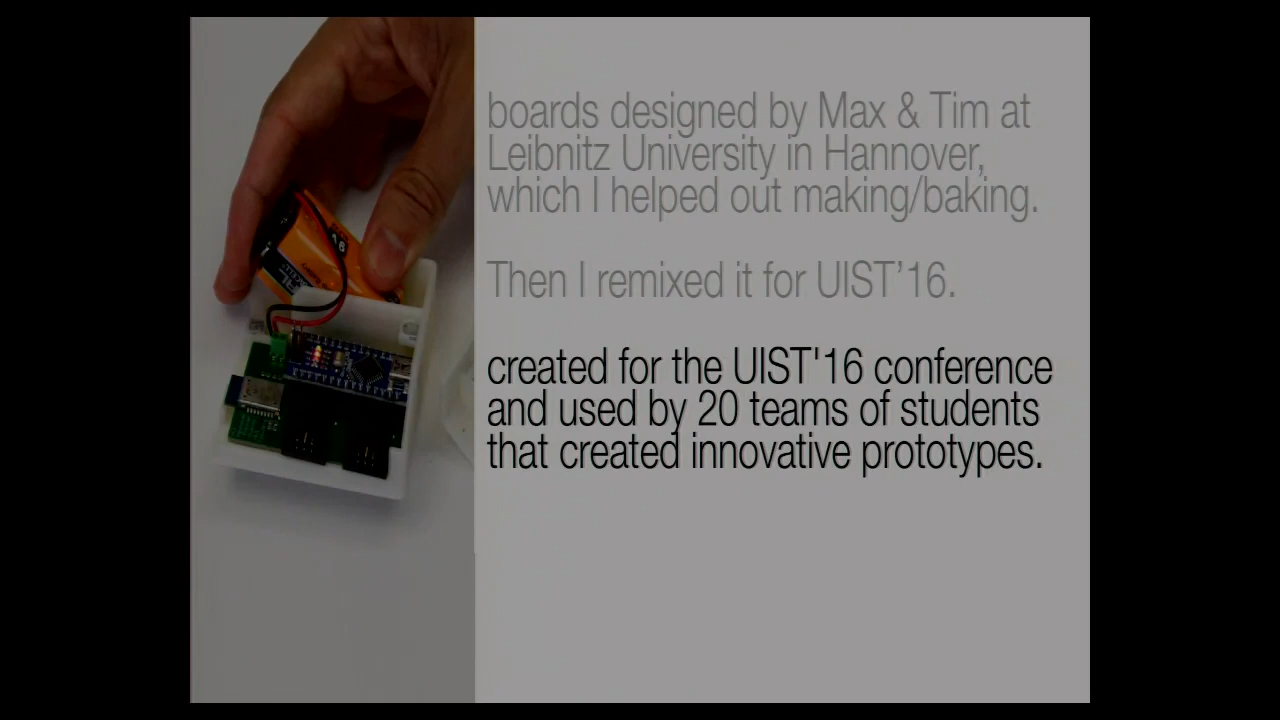 boards designed by Max & Tim at
Leibnitz University in Hannover,
which I helped out making/baking.
Then I remixed it for UIST’16.
created for the UIST'16 conference
and used by 20 teams of students
that created innovative prototypes.